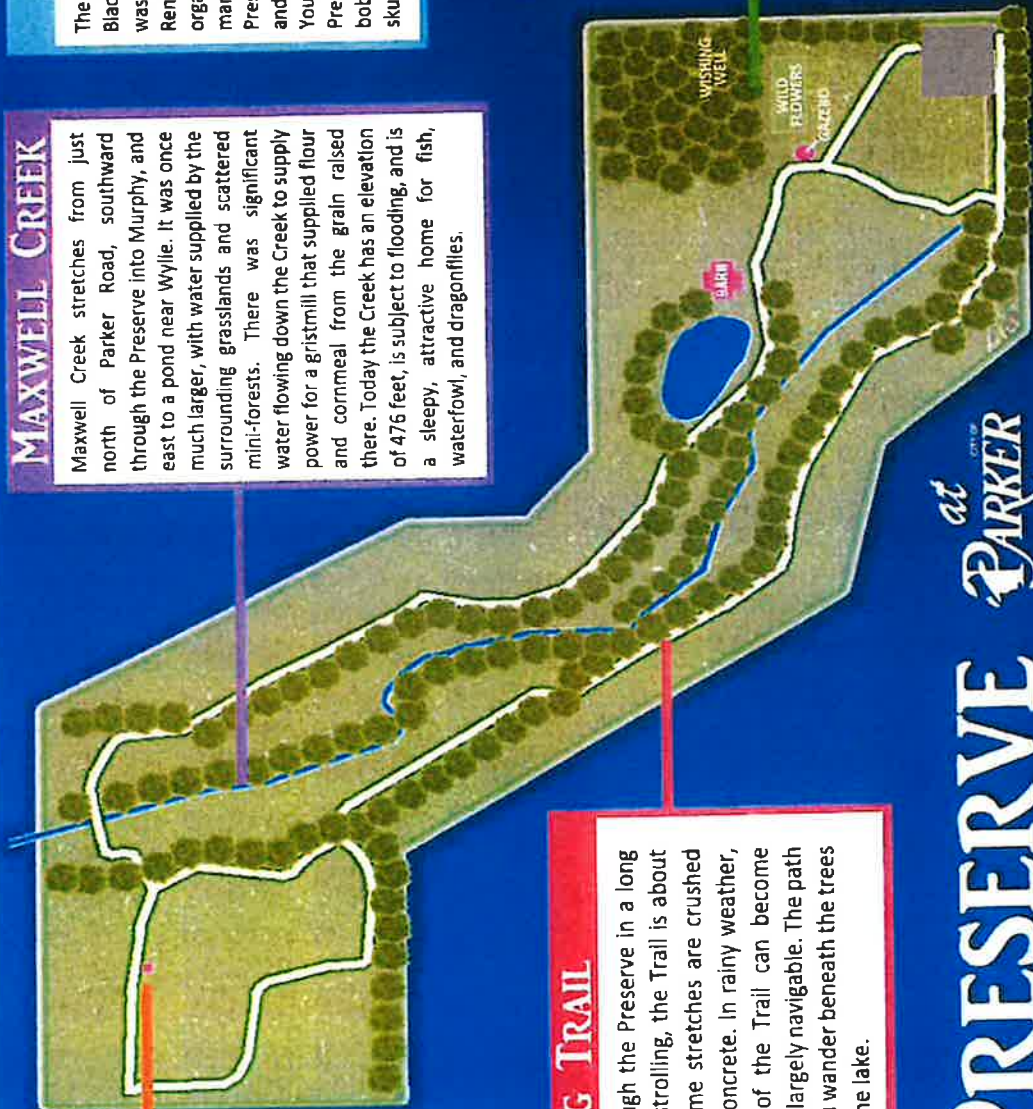 MAXWELL CREEK
Maxwell Creek stretches from just
north of Parker Road, southward
through the Preserve into Murphy, and
east to a pond near Wylie. It was once
much larger, with water supplied by the
surrounding grasslands and scattered
mini-forests. There was significant
water flowing down the Creek to supply
power for a gristmill that supplied flour
and cornmeal from the grain raised
there. Today the Creek has an elevation
of 476 feet, is subject to flooding, and is
a sleepy, attractive home for fish,
waterfowl, and dragonflies.
The
Blac
was
Ren
orga
mar
Pres
and
You
Pre
bob
sku
WISHING
WELL
WILD
FLOWERS
GAZEBO
BARN
G TRAIL
ugh the Preserve in a long
strolling, the Trail is about
me stretches are crushed
oncrete. In rainy weather,
of the Trail can become
largely navigable. The path
wander beneath the trees
he lake.
PRESERVE at
CITY OF
PARKER